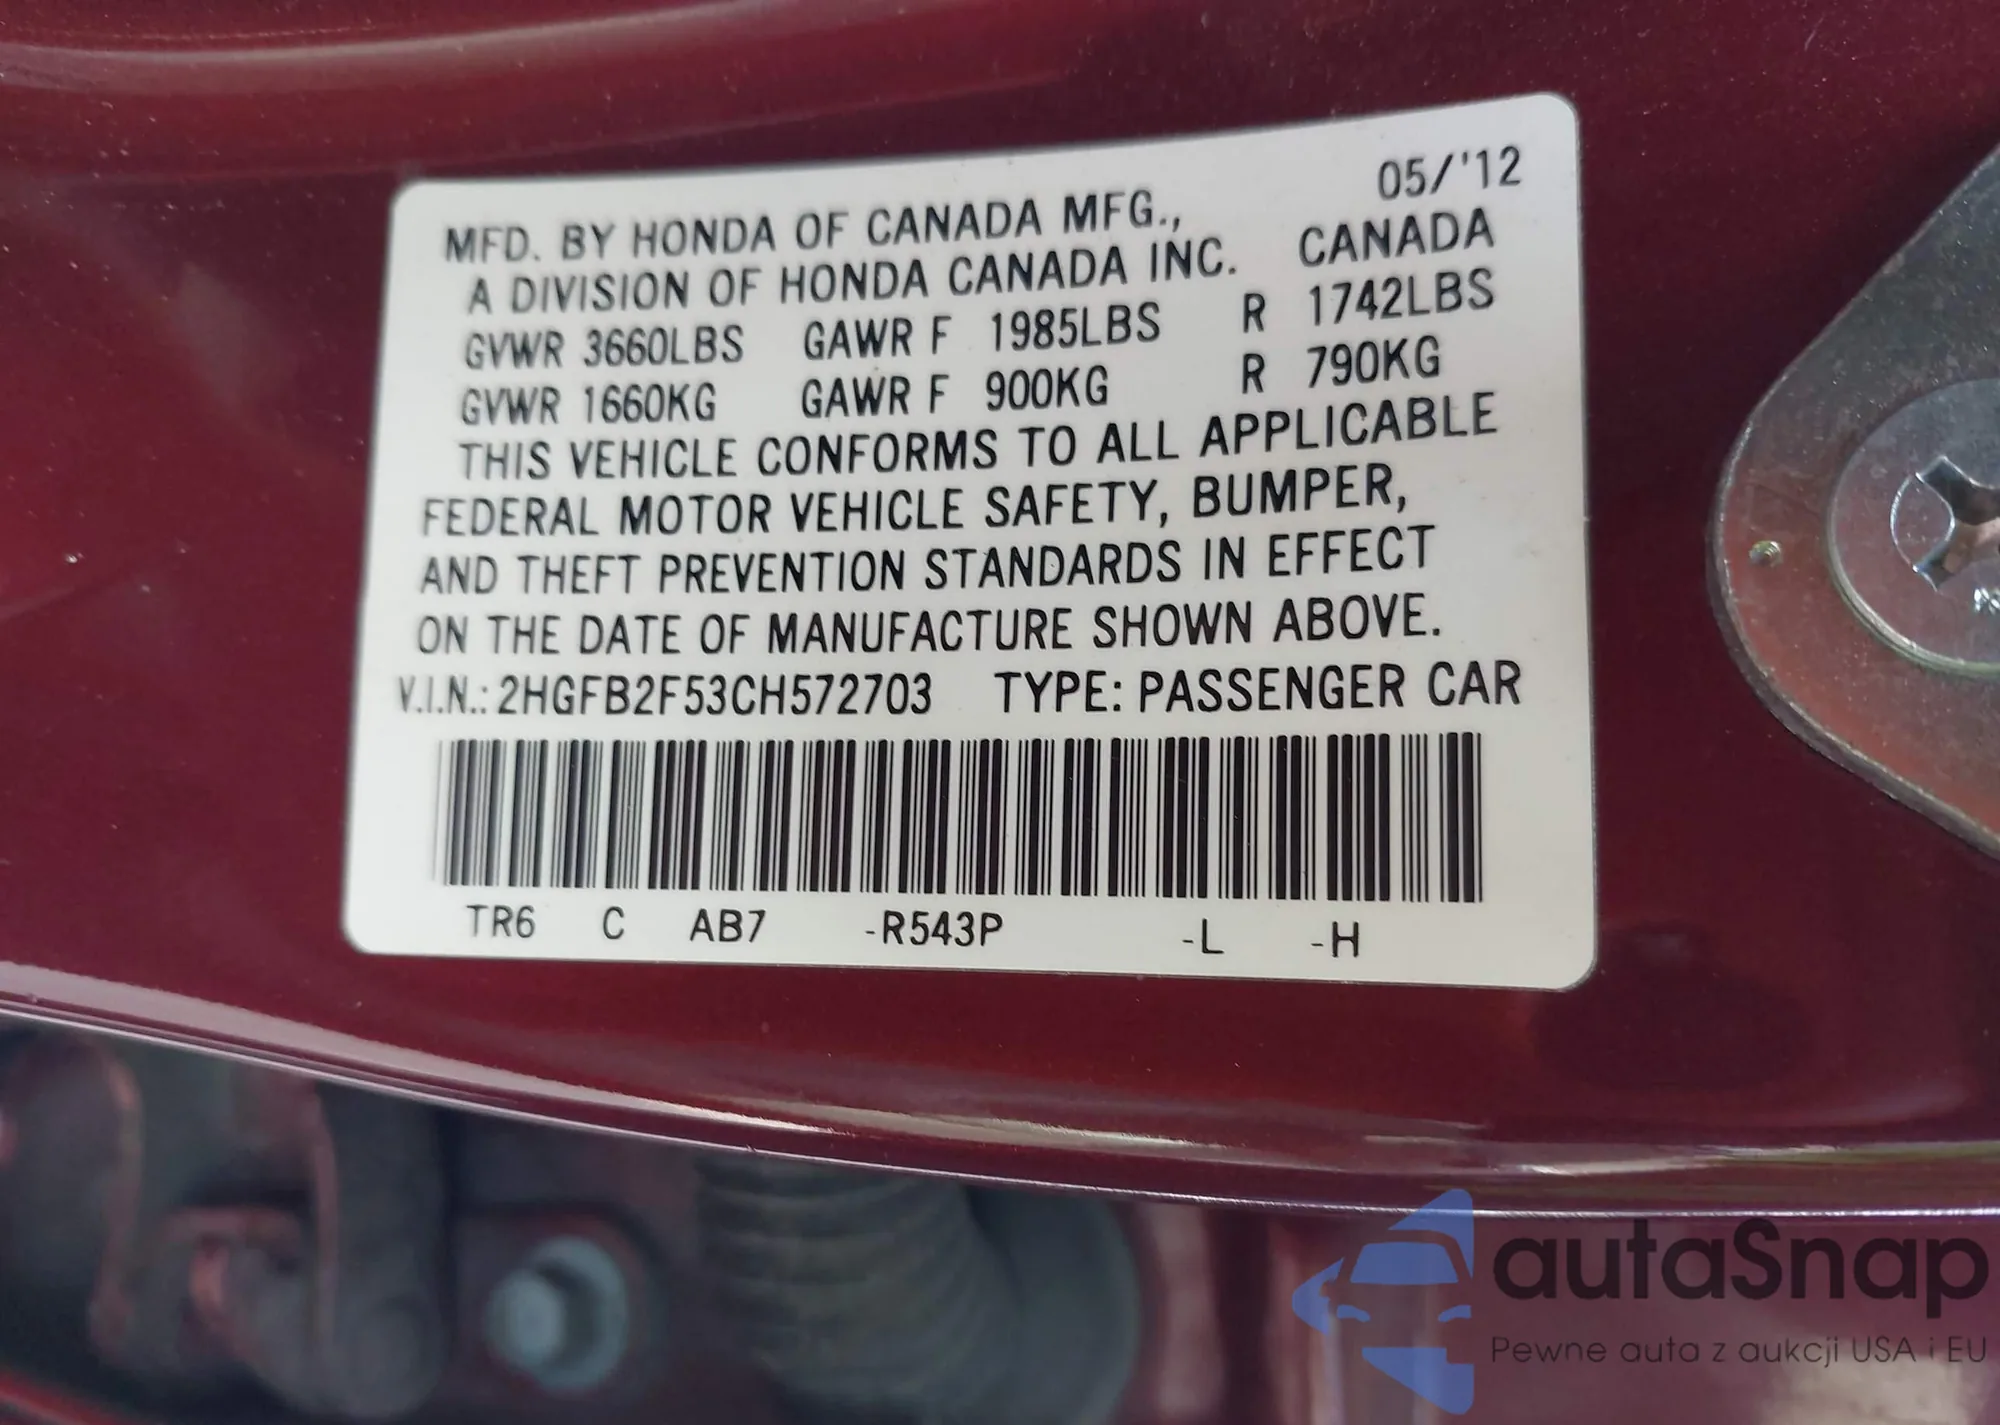 05/'12
MFD. BY HONDA OF CANADA MFG.,
A DIVISION OF HONDA CANADA INC. CANADA
GVWR 3660LBS GAWR F 1985LBS R 1742LBS
GVWR 1660KG GAWR F 900KG R 790KG
THIS VEHICLE CONFORMS TO ALL APPLICABLE
FEDERAL MOTOR VEHICLE SAFETY, BUMPER,
AND THEFT PREVENTION STANDARDS IN EFFECT
ON THE DATE OF MANUFACTURE SHOWN ABOVE.
V.I.N.: 2HGFB2F53CH572703 TYPE: PASSENGER CAR
TR6 C AB7 -R543P -L -H
autaSnap
Pewne auta z aukcji USA i EU